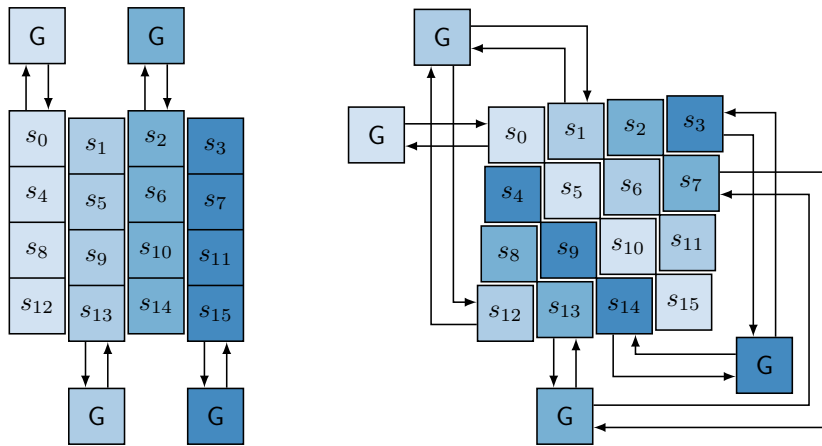 G G
s₀ s₁ s₂ s₃
s₄ s₅ s₆ s₇
s₈ s₉ s₁₀ s₁₁
s₁₂ s₁₃ s₁₄ s₁₅
G G
G
G
s₀ s₁ s₂ s₃
s₄ s₅ s₆ s₇
s₈ s₉ s₁₀ s₁₁
s₁₂ s₁₃ s₁₄ s₁₅
G
G